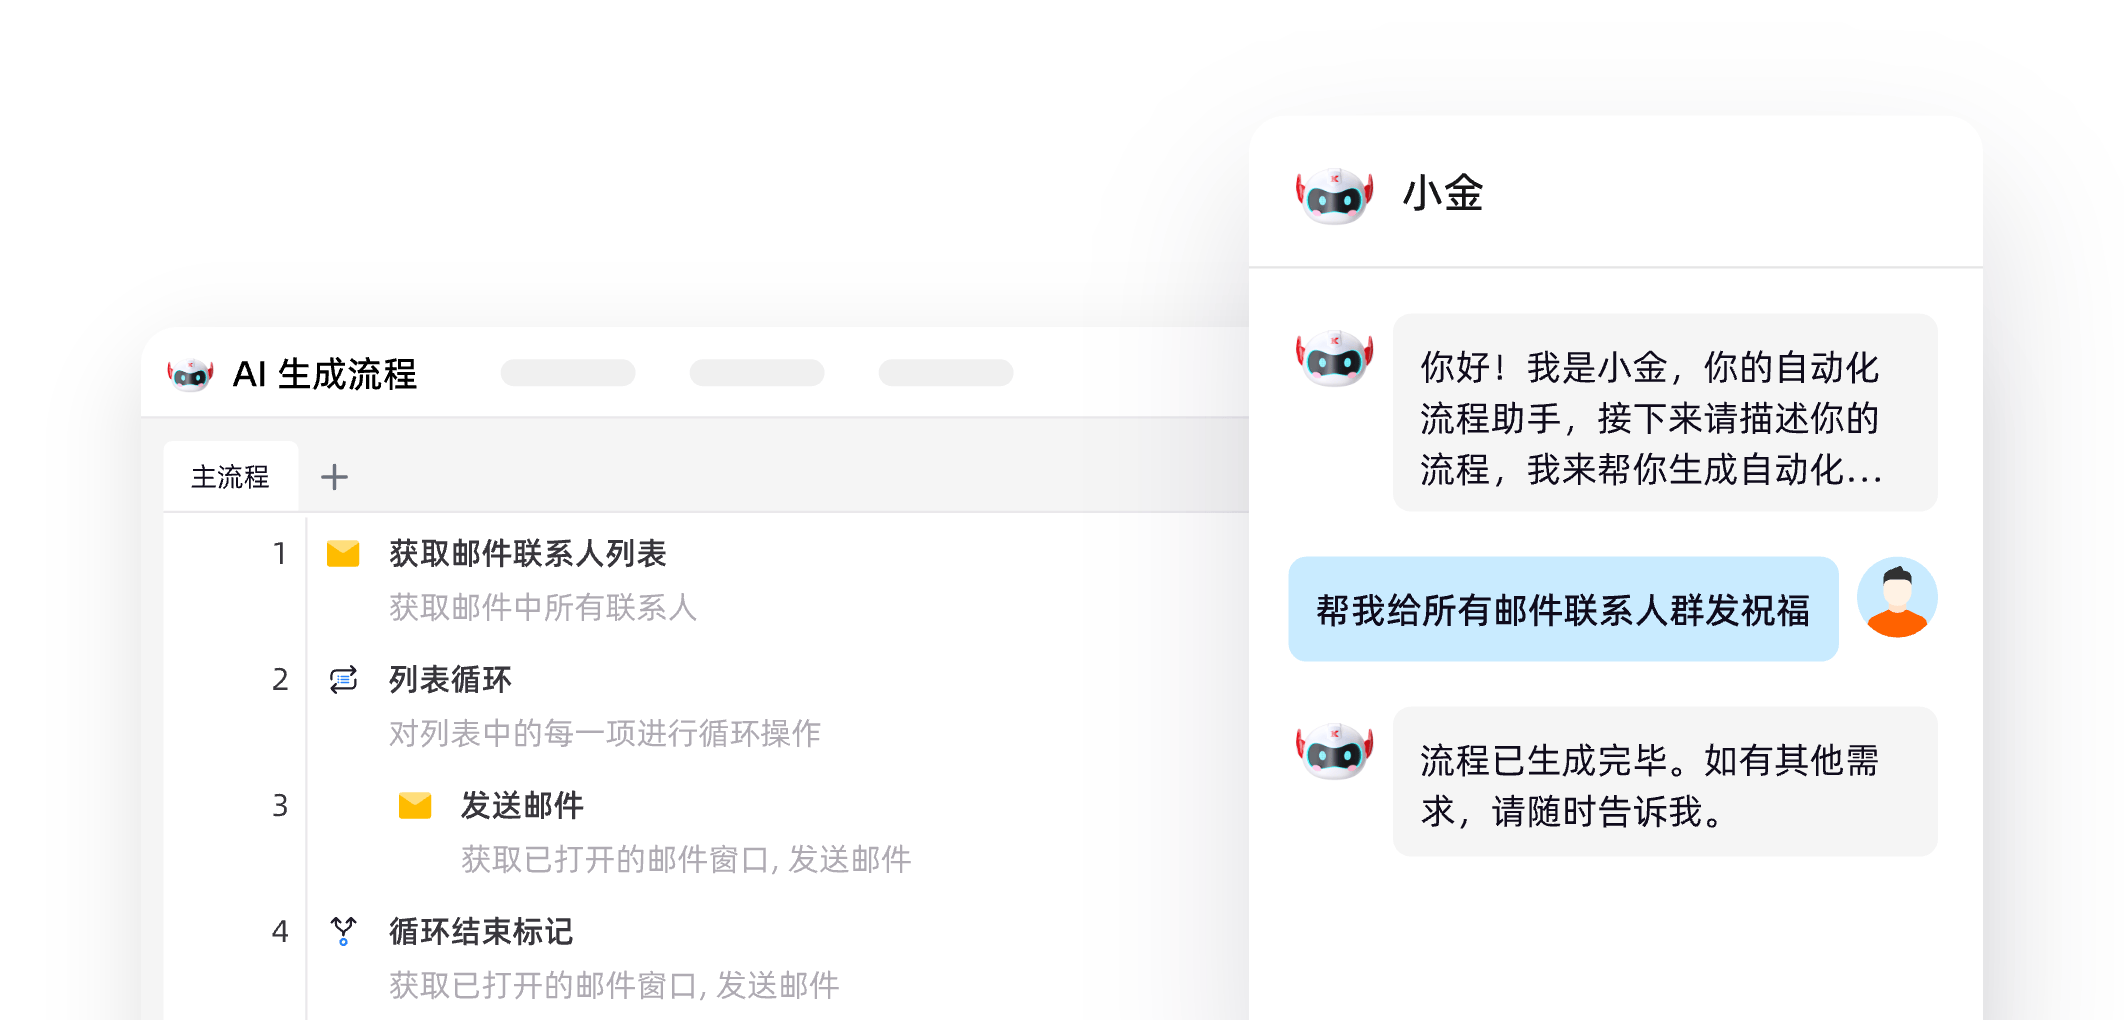 AI 生成流程
主流程
1 获取邮件联系人列表
获取邮件中所有联系人
2 列表循环
对列表中的每一项进行循环操作
3 发送邮件
获取已打开的邮件窗口, 发送邮件
4 循环结束标记
获取已打开的邮件窗口, 发送邮件
小金
你好！我是小金，你的自动化
流程助手，接下来请描述你的
流程，我来帮你生成自动化...
帮我给所有邮件联系人群发祝福
流程已生成完毕。如有其他需
求，请随时告诉我。